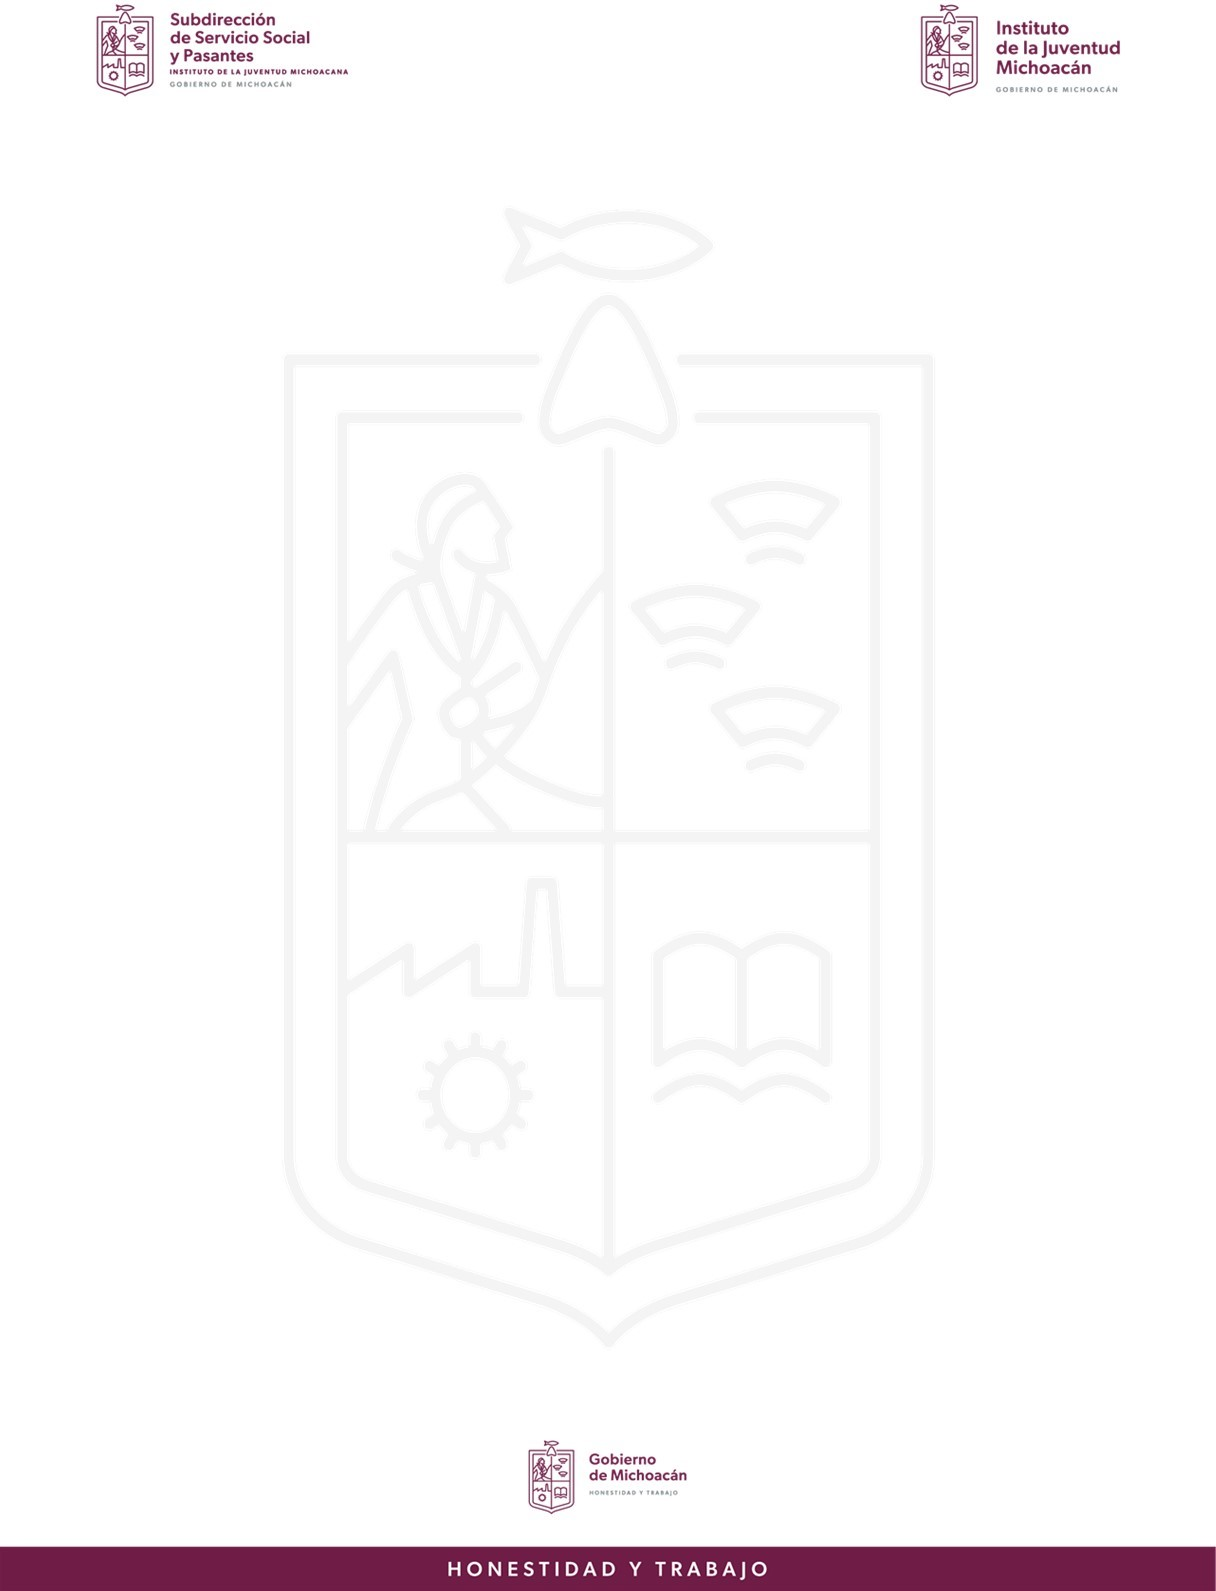 Subdirección
de Servicio Social
y Pasantes
INSTITUTO DE LA JUVENTUD MICHOACANA
GOBIERNO DE MICHOACÁN
Instituto
de la Juventud
Michoacán
GOBIERNO DE MICHOACÁN
Gobierno
de Michoacán
HONESTIDAD Y TRABAJO
HONESTIDAD Y TRABAJO